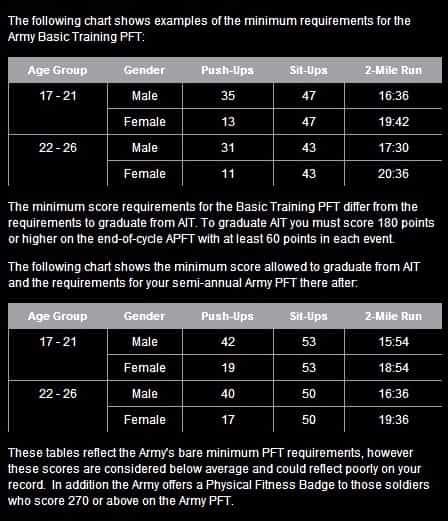 The following chart shows examples of the minimum requirements for the
Army Basic Training PFT:
Age Group Gender Push-Ups Sit-Ups 2-Mile Run
17 - 21 Male 35 47 16:36
Female 13 47 19:42
22 - 26 Male 31 43 17:30
Female 11 43 20:36
The minimum score requirements for the Basic Training PFT differ from the
requirements to graduate from AIT. To graduate AIT you must score 180 points
or higher on the end-of-cycle APFT with at least 60 points in each event.
The following chart shows the minimum score allowed to graduate from AIT
and the requirements for your semi-annual Army PFT there after:
Age Group Gender Push-Ups Sit-Ups 2-Mile Run
17 - 21 Male 42 53 15:54
Female 19 53 18:54
22 - 26 Male 40 50 16:36
Female 17 50 19:36
These tables reflect the Army's bare minimum PFT requirements, however
these scores are considered below average and could reflect poorly on your
record. In addition the Army offers a Physical Fitness Badge to those soldiers
who score 270 or above on the Army PFT.